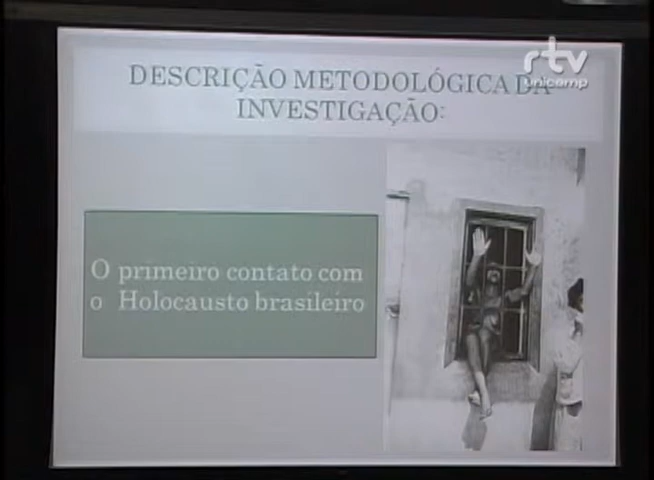 rtv
unicamp
DESCRIÇÃO METODOLÓGICA DA
INVESTIGAÇÃO:
O primeiro contato com
o Holocausto brasileiro